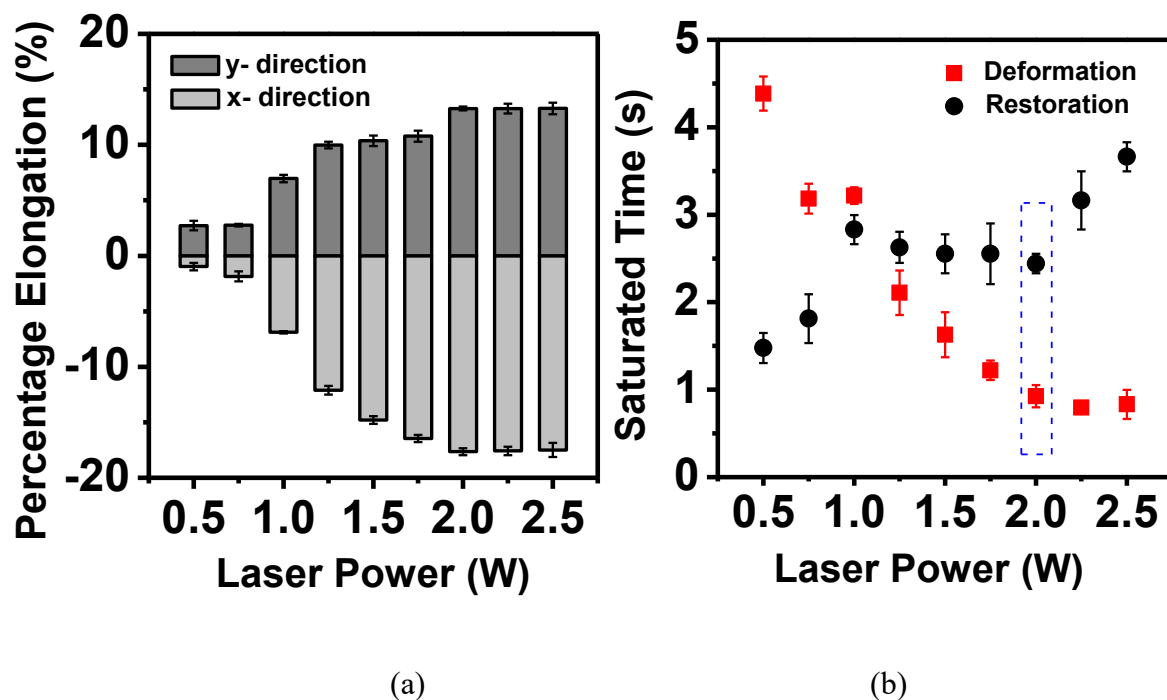 Percentage Elongation (%)
20
10
0
-10
-20
y- direction
x- direction
0.5 1.0 1.5 2.0 2.5
Laser Power (W)
(a)
Saturated Time (s)
5
4
3
2
1
0
Deformation
Restoration
0.5 1.0 1.5 2.0 2.5
Laser Power (W)
(b)